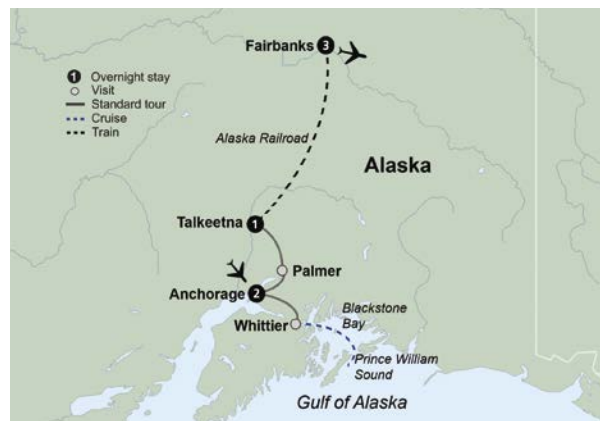 Fairbanks 3
1 Overnight stay
Visit
Standard tour
Cruise
Train
Alaska Railroad
Alaska
Talkeetna 1
Palmer
Anchorage 2
Blackstone
Bay
Whittier
Prince William
Sound
Gulf of Alaska